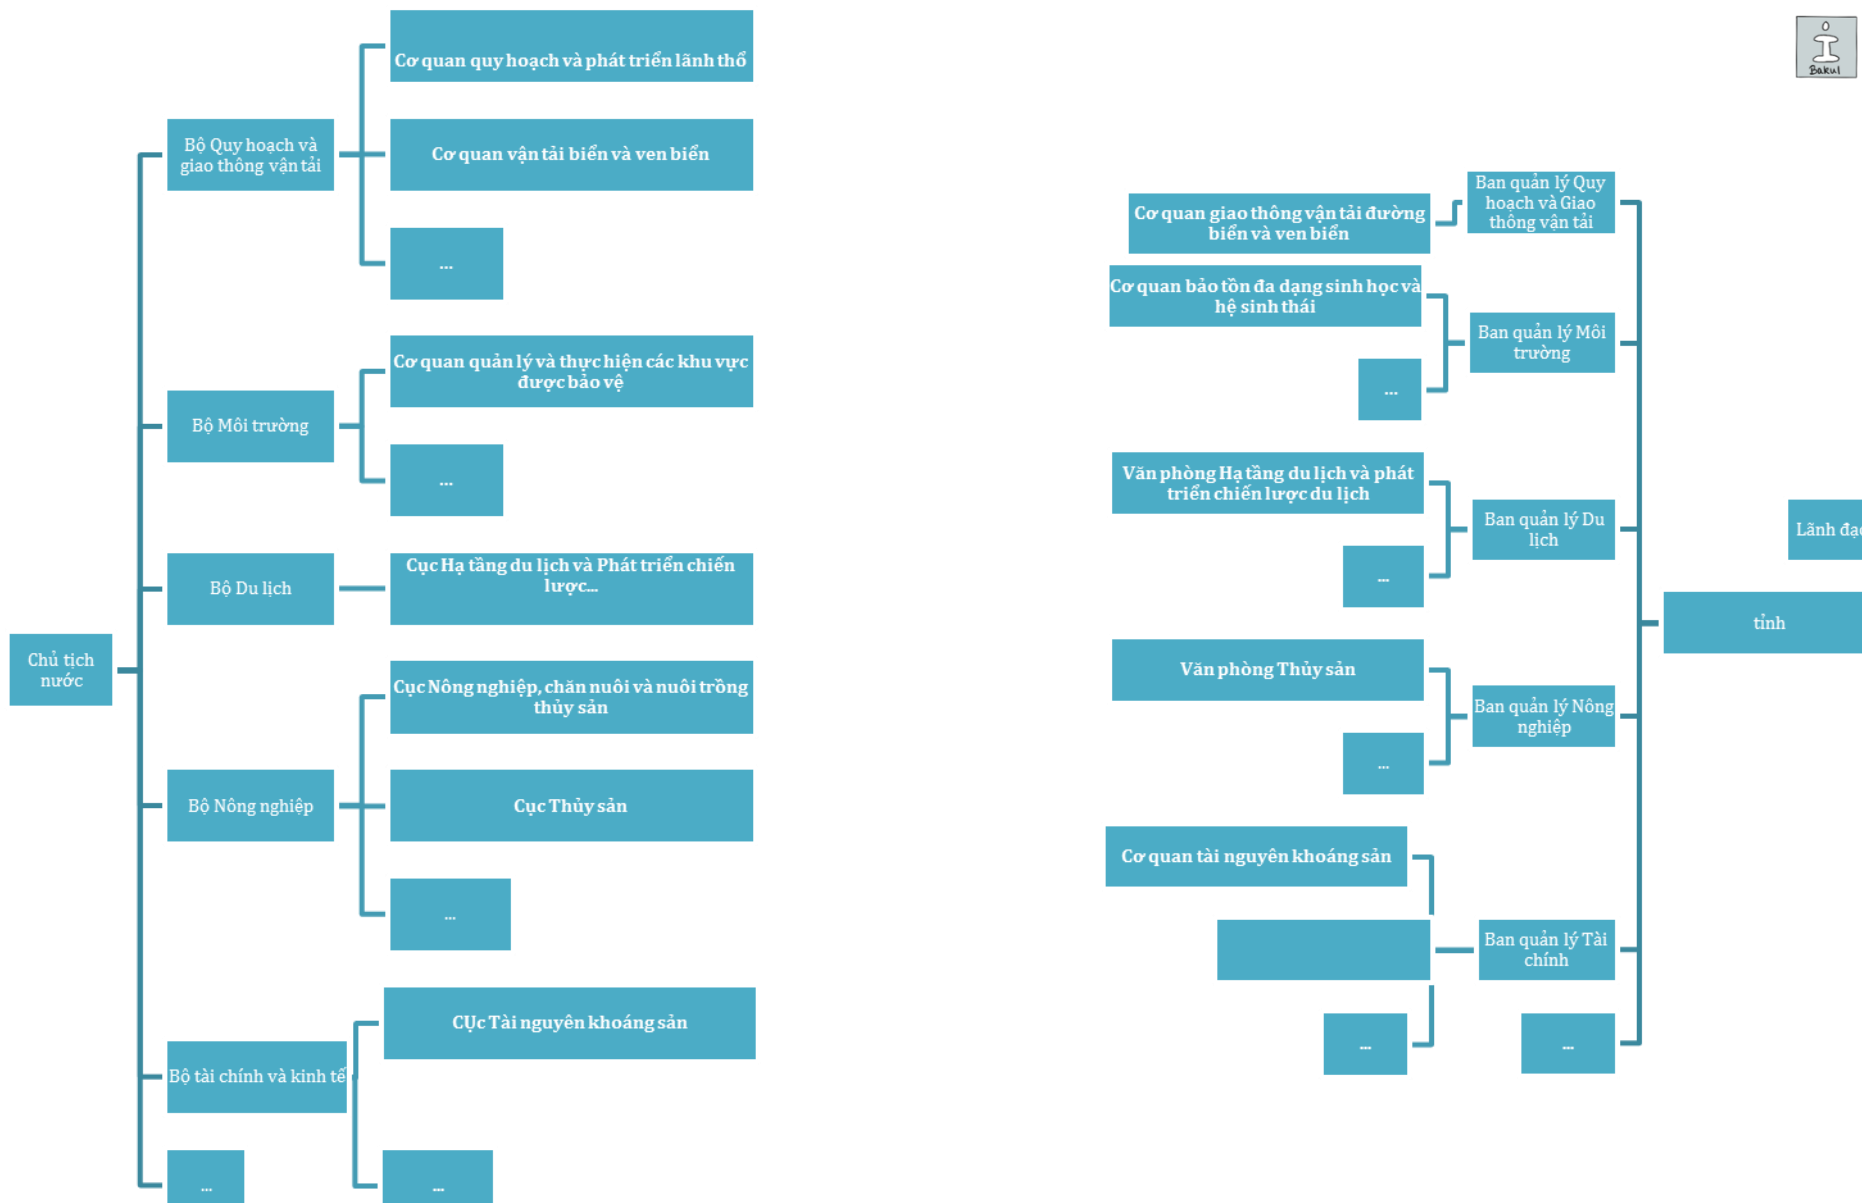 Cơ quan quy hoạch và phát triển lãnh thổ
Bộ Quy hoạch và
giao thông vận tải
Cơ quan vận tải biển và ven biển
...
Cơ quan quản lý và thực hiện các khu vực
được bảo vệ
Bộ Môi trường
...
Cục Hạ tầng du lịch và Phát triển chiến
lược...
Bộ Du lịch
Chủ tịch
nước
Cục Nông nghiệp, chăn nuôi và nuôi trồng
thủy sản
Bộ Nông nghiệp
Cục Thủy sản
...
CỤc Tài nguyên khoáng sản
Bộ tài chính và kinh tế
...
...
Bakul
Ban quản lý Quy
hoạch và Giao
thông vận tải
Cơ quan giao thông vận tải đường
biển và ven biển
Cơ quan bảo tồn đa dạng sinh học và
hệ sinh thái
Ban quản lý Môi
trường
...
Văn phòng Hạ tầng du lịch và phát
triển chiến lược du lịch
Ban quản lý Du
lịch
...
Lãnh đạo
tỉnh
Văn phòng Thủy sản
Ban quản lý Nông
nghiệp
...
Cơ quan tài nguyên khoáng sản
Ban quản lý Tài
chính
...
...